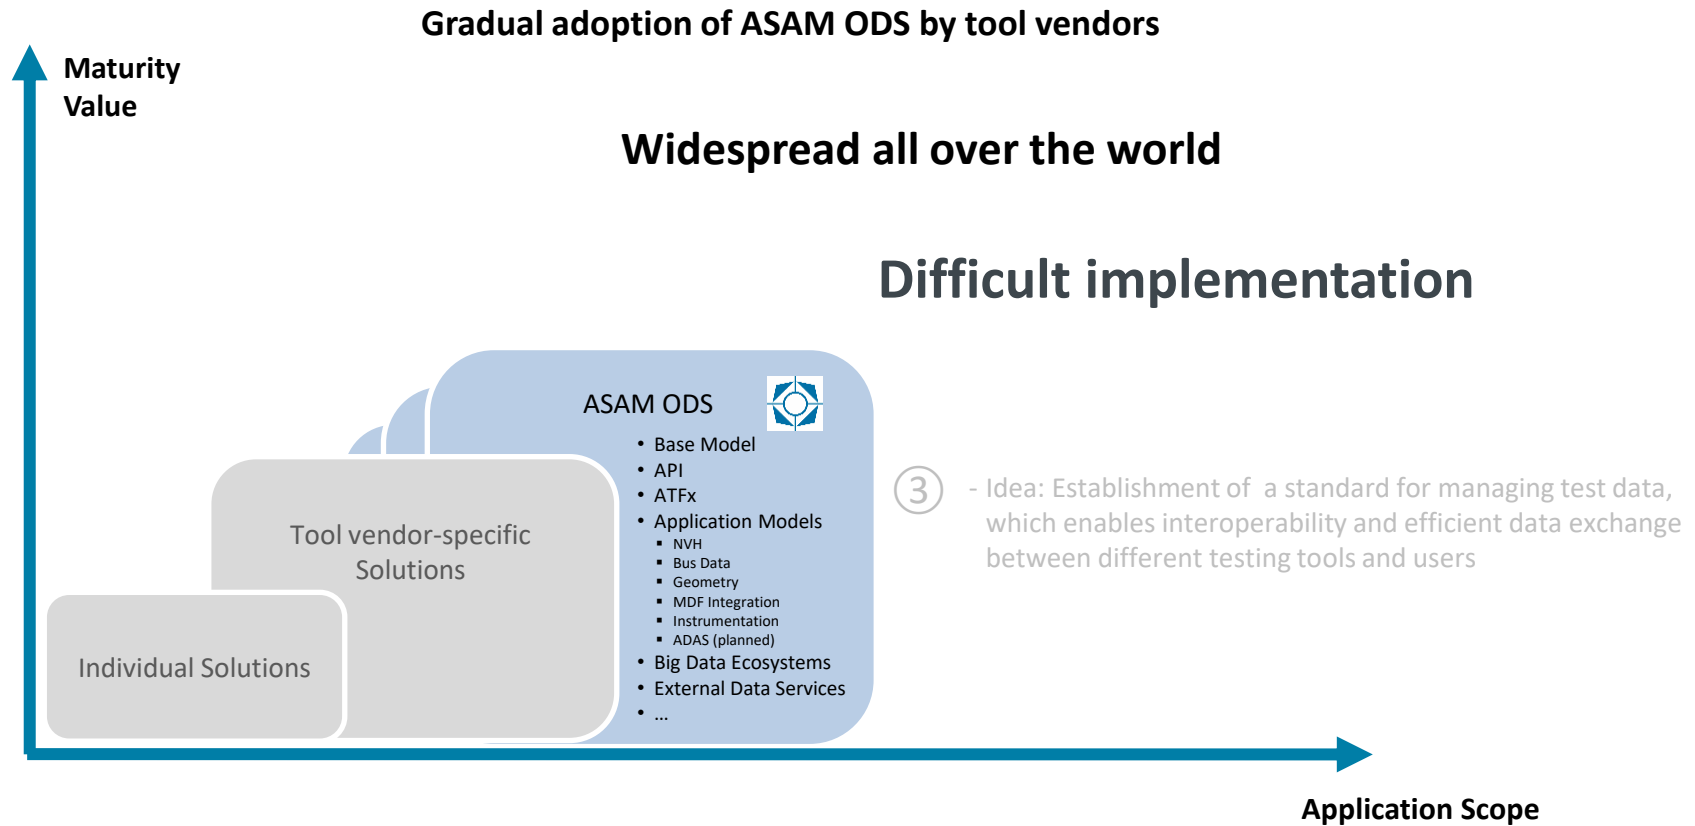 Gradual adoption of ASAM ODS by tool vendors
Maturity
Value
Widespread all over the world
Difficult implementation
ASAM ODS
• Base Model
• API
• ATFx
• Application Models
▪ NVH
▪ Bus Data
▪ Geometry
▪ MDF Integration
▪ Instrumentation
▪ ADAS (planned)
• Big Data Ecosystems
• External Data Services
• ...
Tool vendor-specific
Solutions
Individual Solutions
3
- Idea: Establishment of a standard for managing test data,
which enables interoperability and efficient data exchange
between different testing tools and users
Application Scope